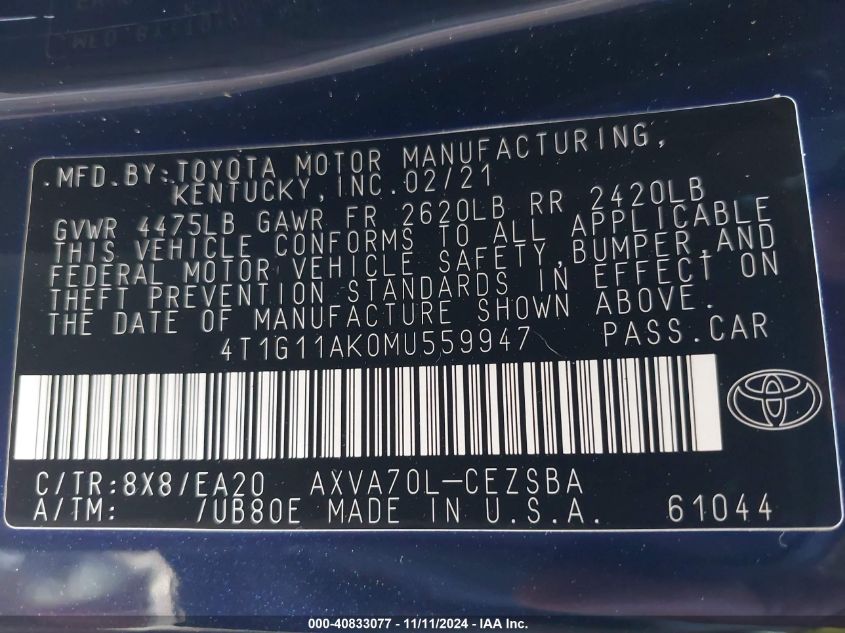 .MFD.BY:TOYOTA MOTOR MANUFACTURING,
KENTUCKY,INC.02/21
GVWR 4475LB GAWR FR 2620LB RR 2420LB
THIS VEHICLE CONFORMS TO ALL APPLICABLE
FEDERAL MOTOR VEHICLE SAFETY,BUMPER,AND
THEFT PREVENTION STANDARDS IN EFFECT ON
THE DATE OF MANUFACTURE SHOWN ABOVE.
4T1G11AK0MU559947 PASS.CAR
C/TR:8X8/EA20 AXVA70L-CEZSBA
A/TM: /UB80E MADE IN U.S.A. 61044
000-40833077 - 11/11/2024 - IAA Inc.